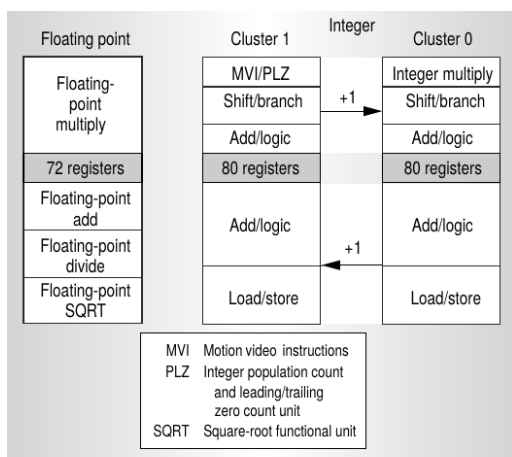 Floating point
Floating-
point
multiply
72 registers
Floating-point
add
Floating-point
divide
Floating-point
SQRT
Integer
Cluster 1
MVI/PLZ
Shift/branch
Add/logic
80 registers
Add/logic
Load/store
+1
+1
Cluster 0
Integer multiply
Shift/branch
Add/logic
80 registers
Add/logic
Load/store
MVI Motion video instructions
PLZ Integer population count
and leading/trailing
zero count unit
SQRT Square-root functional unit